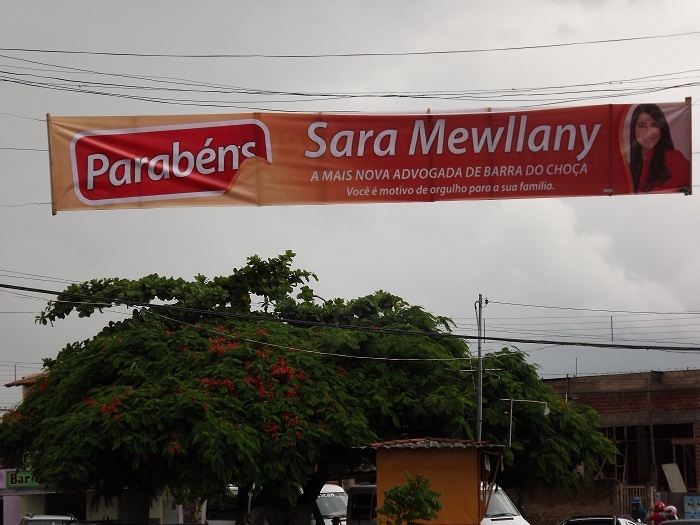 Parabéns
Sara Mewllany
A MAIS NOVA ADVOGADA DE BARRA DO CHOÇA
Você é motivo de orgulho para a sua família.
Bar